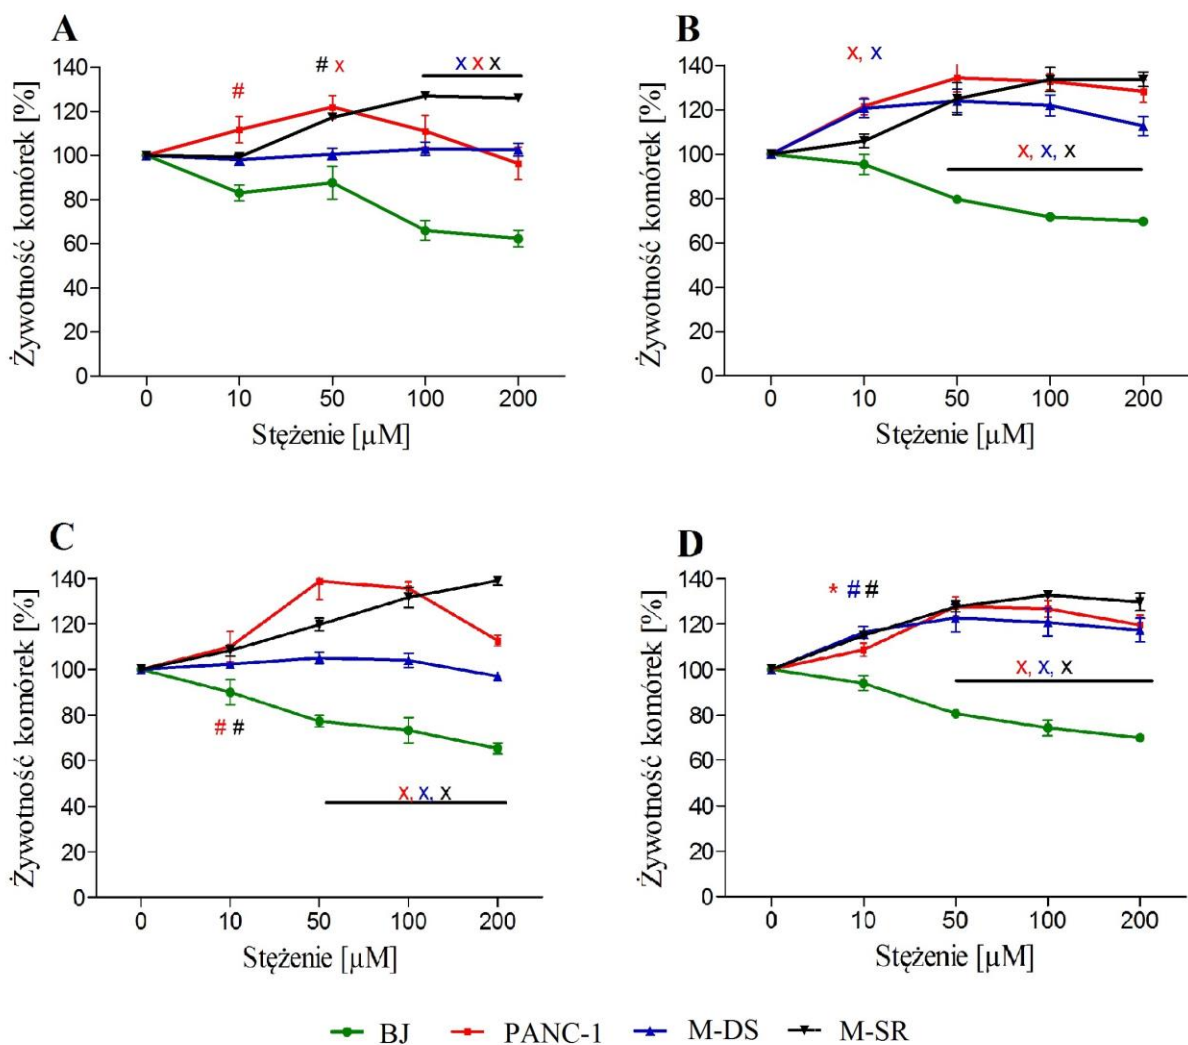 A
Żywotność komórek [%]
140
120
100
80
60
40
20
0
#
# x
x x x
0 10 50 100 200
Stężenie [µM]
B
Żywotność komórek [%]
140
120
100
80
60
40
20
0
x, x
x, x, x
0 10 50 100 200
Stężenie [µM]
C
Żywotność komórek [%]
140
120
100
80
60
40
20
0
# #
x, x, x
0 10 50 100 200
Stężenie [µM]
D
Żywotność komórek [%]
140
120
100
80
60
40
20
0
* # #
x, x, x
0 10 50 100 200
Stężenie [µM]
BJ PANC-1 M-DS M-SR